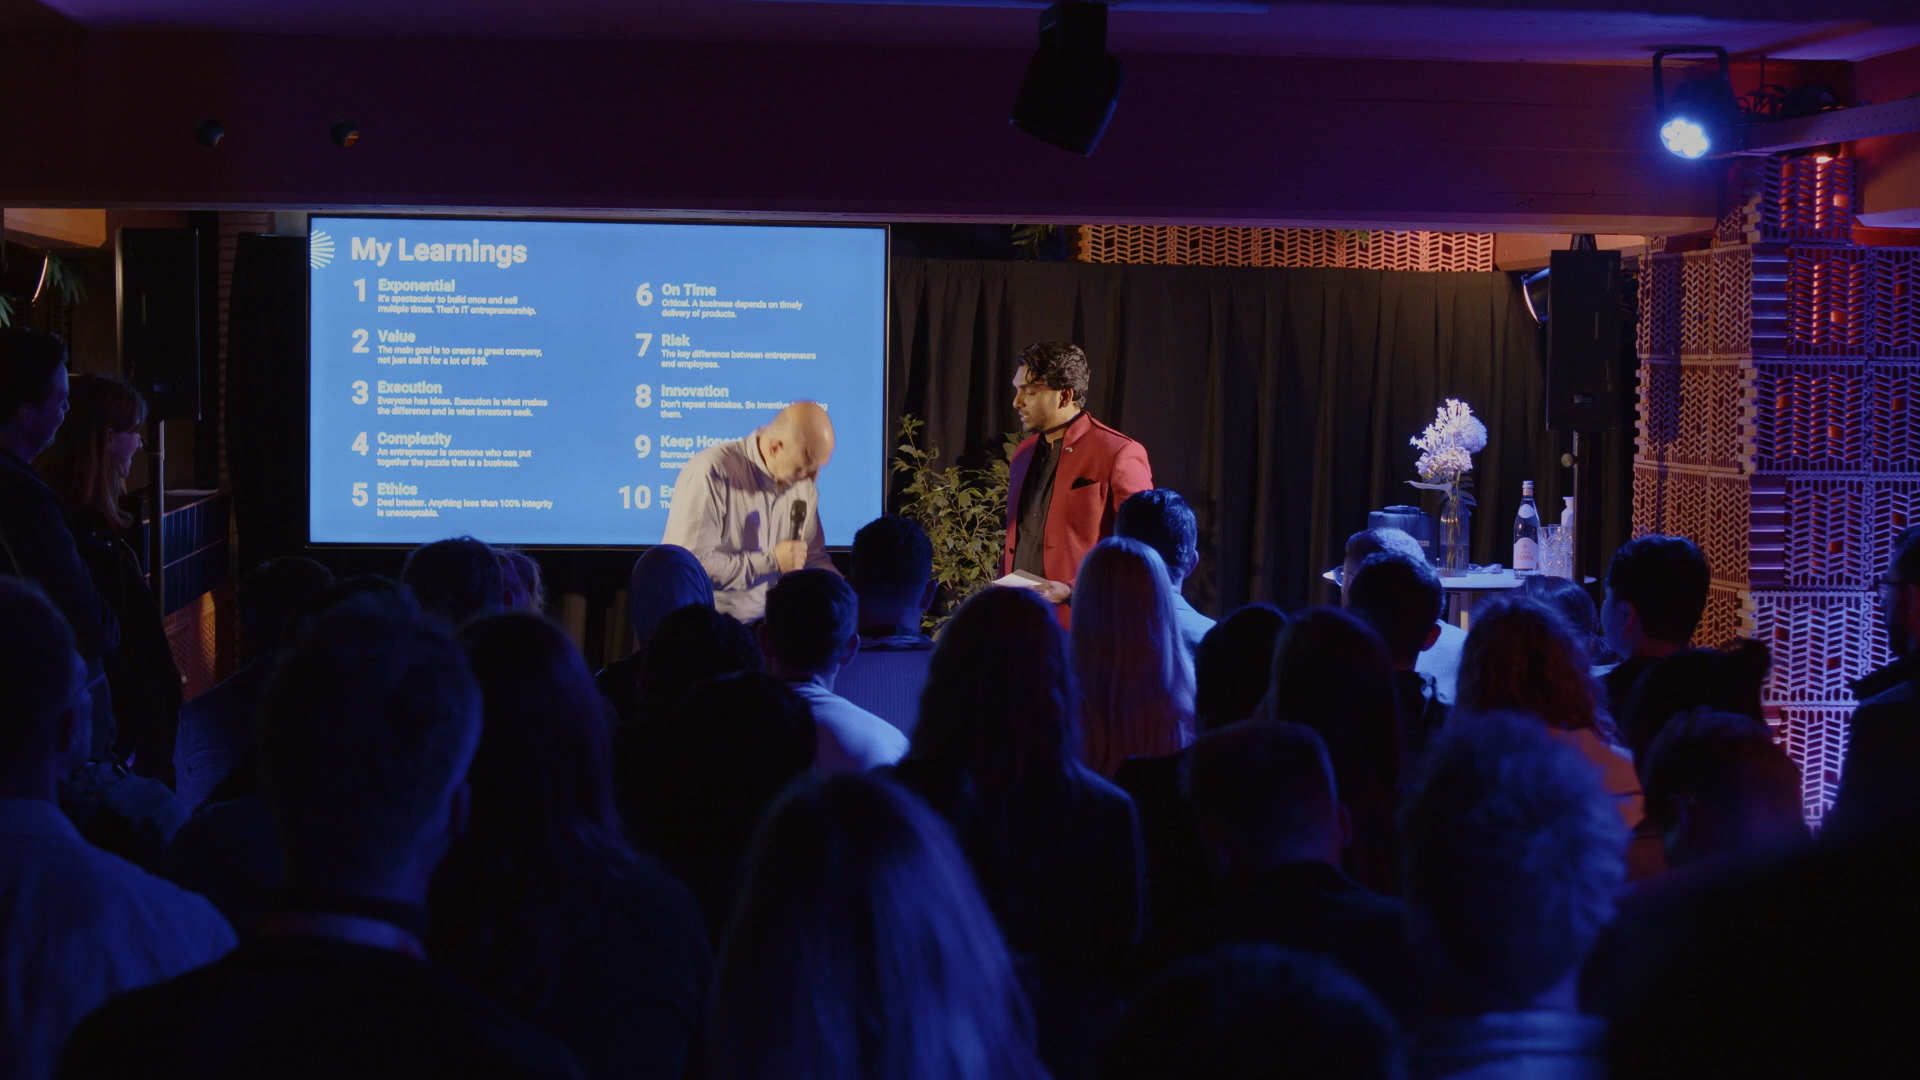 My Learnings
1 Exponential
It's spectacular to build once and sell
multiple times. That's IT entrepreneurship.
2 Value
The main goal is to create a great company,
not just sell it for a lot of $$$.
3 Execution
Everyone has ideas. Execution is what makes
the difference and is what investors seek.
4 Complexity
An entrepreneur is someone who can put
together the puzzle that is a business.
5 Ethics
Deal breaker. Anything less than 100% integrity
is unacceptable.
6 On Time
Critical. A business depends on timely
delivery of products.
7 Risk
The key difference between entrepreneurs
and employees.
8 Innovation
Don't repeat mistakes. Be inventive
them.
9 Keep
Surround
10